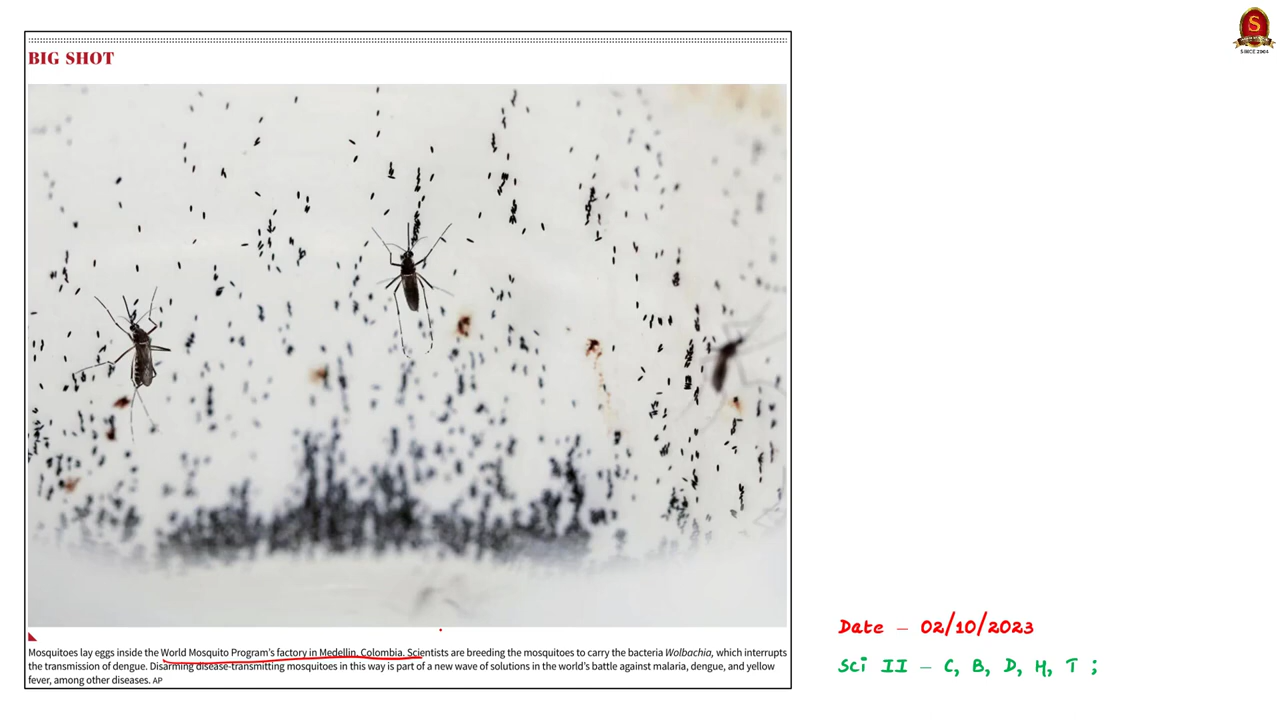 BIG SHOT
Mosquitoes lay eggs inside the World Mosquito Program's factory in Medellin, Colombia. Scientists are breeding the mosquitoes to carry the bacteria Wolbachia, which interrupts
the transmission of dengue. Disarming disease-transmitting mosquitoes in this way is part of a new wave of solutions in the world's battle against malaria, dengue, and yellow
fever, among other diseases. AP
S
SINCE 2004
Date – 02/10/2023
Sci II – C, B, D, H, T ;